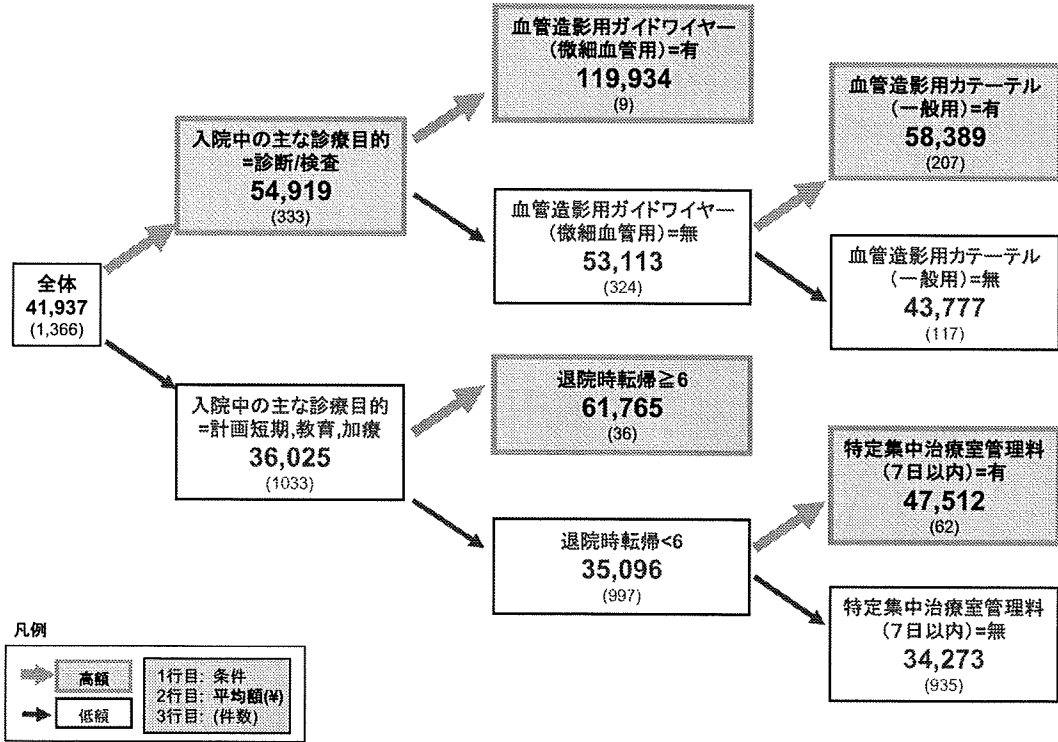 血管造影用ガイドワイヤー
(微細血管用)=有
119,934
(9)
血管造影用カテーテル
(一般用)=有
58,389
(207)
入院中の主な診療目的
=診断/検査
54,919
(333)
血管造影用ガイドワイヤー
(微細血管用)=無
53,113
(324)
血管造影用カテーテル
(一般用)=無
43,777
(117)
全体
41,937
(1,366)
入院中の主な診療目的
=計画短期,教育,加療
36,025
(1033)
退院時転帰≧6
61,765
(36)
特定集中治療室管理料
(7日以内)=有
47,512
(62)
退院時転帰<6
35,096
(997)
特定集中治療室管理料
(7日以内)=無
34,273
(935)
凡例
高額
低額
1行目: 条件
2行目: 平均額(¥)
3行目: (件数)